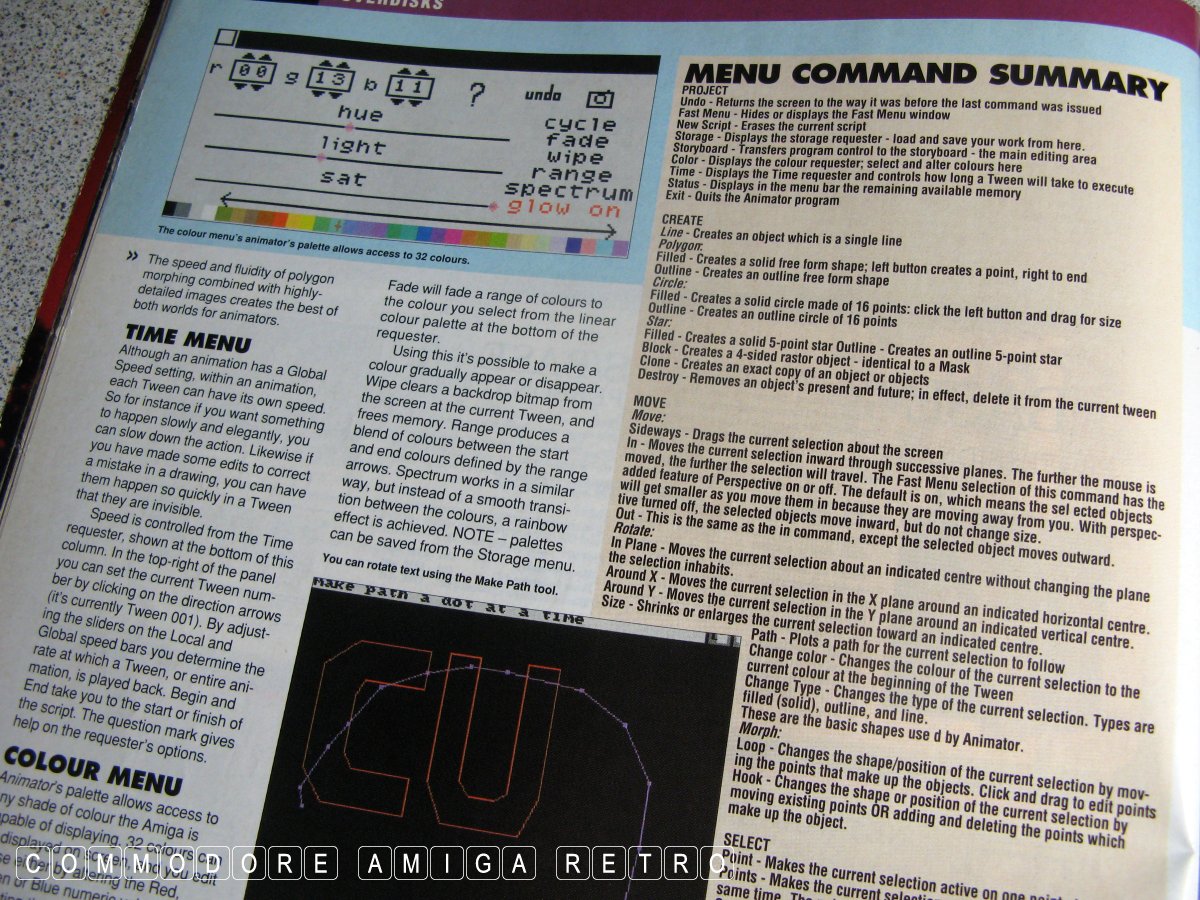 OVERDISKS
r 00 g 13 b 11 ? undo
hue
light
sat
cycle
fade
wipe
range
spectrum
glow on
The colour menu's animator's palette allows access to 32 colours.
» The speed and fluidity of polygon
morphing combined with highly-
detailed images creates the best of
both worlds for animators.
TIME MENU
Although an animation has a Global
Speed setting, within an animation,
each Tween can have its own speed.
So for instance if you want something
to happen slowly and elegantly, you
can slow down the action. Likewise if
you have made some edits to correct
a mistake in a drawing, you can have
them happen so quickly in a Tween
that they are invisible.
Speed is controlled from the Time
requester, shown at the bottom of this
column. In the top-right of the panel
you can set the current Tween num-
ber by clicking on the direction arrows
(it's currently Tween 001). By adjust-
ing the sliders on the Local and
Global speed bars you determine the
rate at which a Tween, or entire ani-
mation, is played back. Begin and
End take you to the start or finish of
the script. The question mark gives
help on the requester's options.
COLOUR MENU
Animator's palette allows access to
ny shade of colour the Amiga is
pable of displaying. 32 colours can
displayed on screen, and you edit
se either by altering the Red,
en or Blue numeric
Fade will fade a range of colours to
the colour you select from the linear
colour palette at the bottom of the
requester.
Using this it's possible to make a
colour gradually appear or disappear.
Wipe clears a backdrop bitmap from
the screen at the current Tween, and
frees memory. Range produces a
blend of colours between the start
and end colours defined by the range
arrows. Spectrum works in a similar
way, but instead of a smooth transi-
tion between the colours, a rainbow
effect is achieved. NOTE – palettes
can be saved from the Storage menu.
You can rotate text using the Make Path tool.
Make path a dot at a time
CU
MENU COMMAND SUMMARY
PROJECT
Undo - Returns the screen to the way it was before the last command was issued
Fast Menu - Hides or displays the Fast Menu window
New Script - Erases the current script
Storage - Displays the storage requester - load and save your work from here.
Storyboard - Transfers program control to the storyboard - the main editing area
Color - Displays the colour requester; select and alter colours here
Time - Displays the Time requester and controls how long a Tween will take to execute
Status - Displays in the menu bar the remaining available memory
Exit - Quits the Animator program
CREATE
Line - Creates an object which is a single line
Polygon:
Filled - Creates a solid free form shape; left button creates a point, right to end
Outline - Creates an outline free form shape
Circle:
Filled - Creates a solid circle made of 16 points: click the left button and drag for size
Outline - Creates an outline circle of 16 points
Star:
Filled - Creates a solid 5-point star Outline - Creates an outline 5-point star
Block - Creates a 4-sided rastor object - identical to a Mask
Clone - Creates an exact copy of an object or objects
Destroy - Removes an object's present and future; in effect, delete it from the current tween
MOVE
Move:
Sideways - Drags the current selection about the screen
In - Moves the current selection inward through successive planes. The further the mouse is
moved, the further the selection will travel. The Fast Menu selection of this command has the
added feature of Perspective on or off. The default is on, which means the sel ected objects
will get smaller as you move them in because they are moving away from you. With perspec-
tive turned off, the selected objects move inward, but do not change size.
Out - This is the same as the in command, except the selected object moves outward.
Rotate:
In Plane - Moves the current selection about an indicated centre without changing the plane
the selection inhabits.
Around X - Moves the current selection in the X plane around an indicated horizontal centre.
Around Y - Moves the current selection in the Y plane around an indicated vertical centre.
Size - Shrinks or enlarges the current selection toward an indicated centre.
Path - Plots a path for the current selection to follow
Change color - Changes the colour of the current selection to the
current colour at the beginning of the Tween
Change Type - Changes the type of the current selection. Types are
filled (solid), outline, and line.
These are the basic shapes use d by Animator.
Morph:
Loop - Changes the shape/position of the current selection by mov-
ing the points that make up the objects. Click and drag to edit points
Hook - Changes the shape or position of the current selection by
moving existing points OR adding and deleting the points which
make up the object.
SELECT
Point - Makes the current selection active on one
Points - Makes the current selection
same time. The
COMMODORE AMIGA RETRO